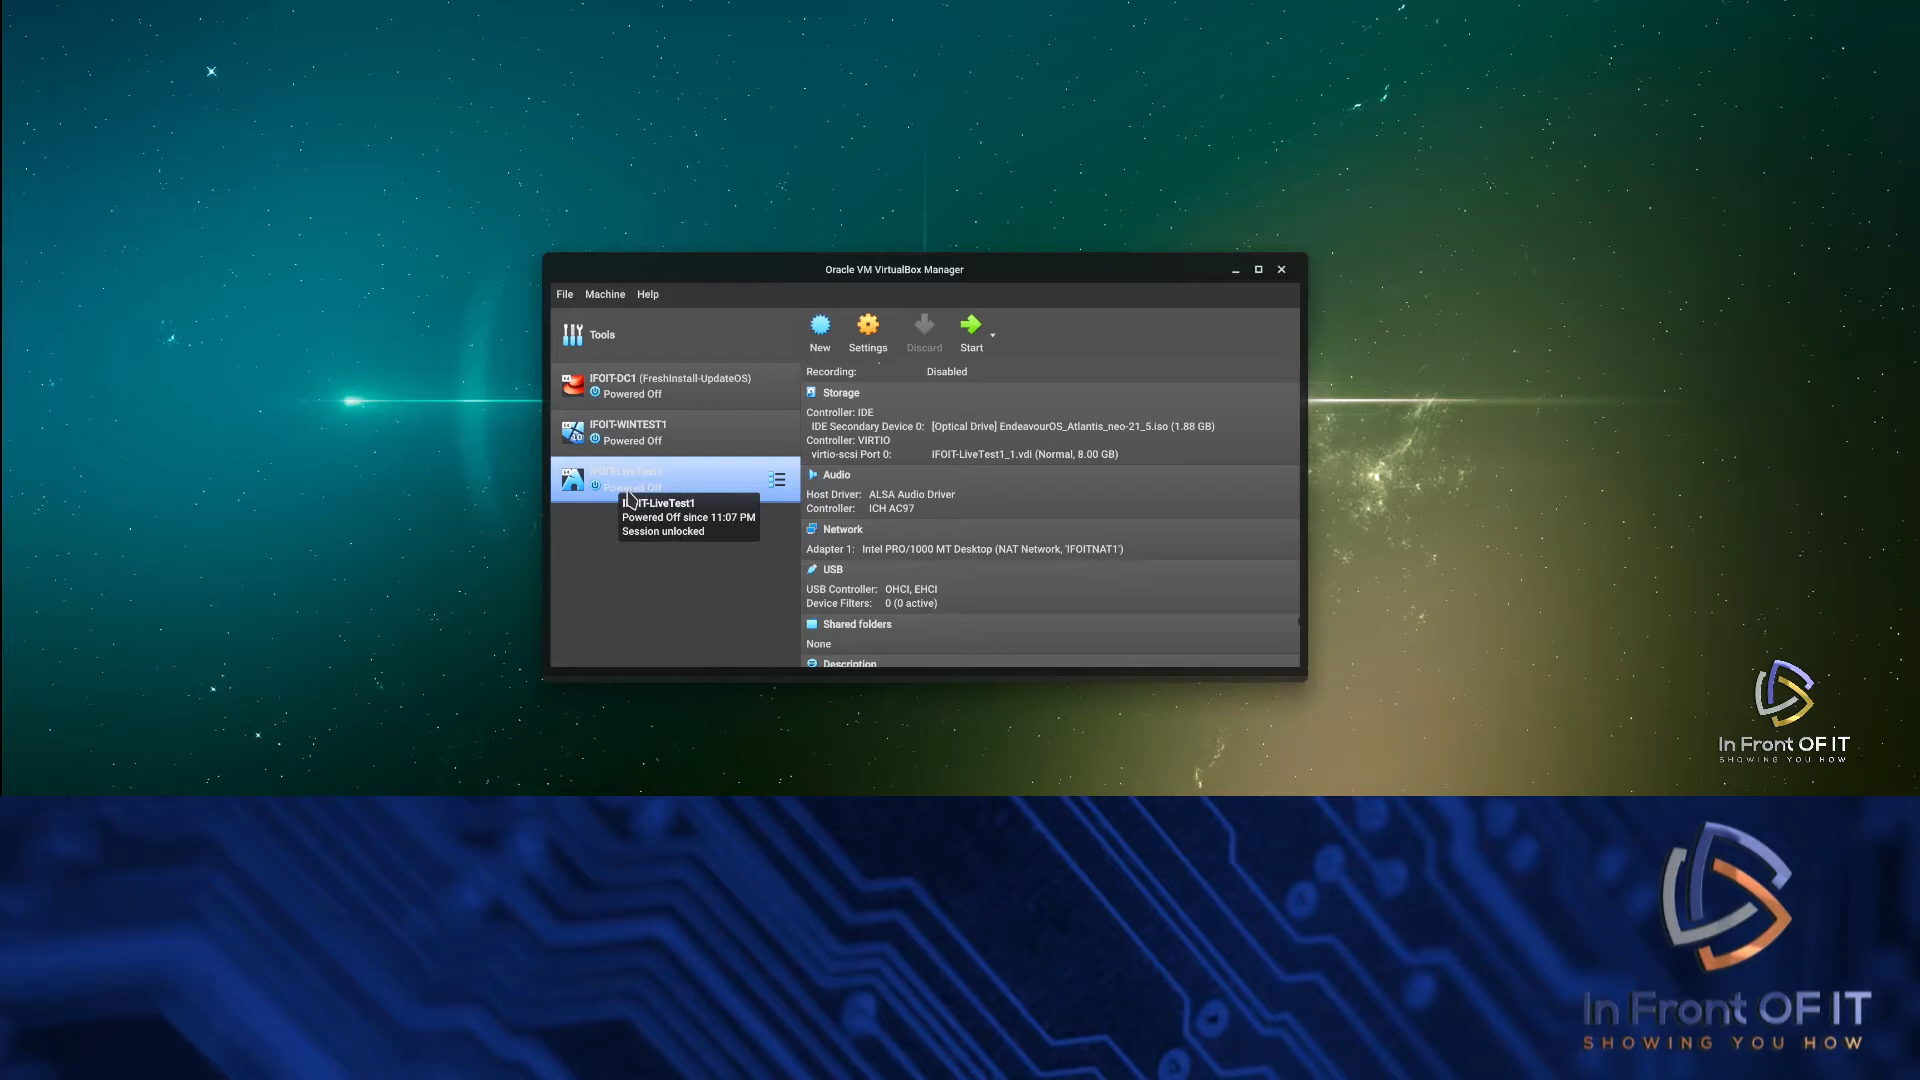 Oracle VM VirtualBox Manager
File Machine Help
Tools
New Settings Discard Start
IFOIT-DC1 (FreshInstall-UpdateOS)
Powered Off
IFOIT-WINTEST1
Powered Off
IFOIT-LiveTest1
Powered Off
IFOIT-LiveTest1
Powered Off since 11:07 PM
Session unlocked
Recording: Disabled
Storage
Controller: IDE
IDE Secondary Device 0: [Optical Drive] EndeavourOS_Atlantis_neo-21_5.iso (1.88 GB)
Controller: VIRTIO
virtio-scsi Port 0: IFOIT-LiveTest1_1.vdi (Normal, 8.00 GB)
Audio
Host Driver: ALSA Audio Driver
Controller: ICH AC97
Network
Adapter 1: Intel PRO/1000 MT Desktop (NAT Network, 'IFOITNAT1')
USB
USB Controller: OHCI, EHCI
Device Filters: 0 (0 active)
Shared folders
None
Description
In Front OF IT
SHOWING YOU HOW
In Front OF IT
SHOWING YOU HOW